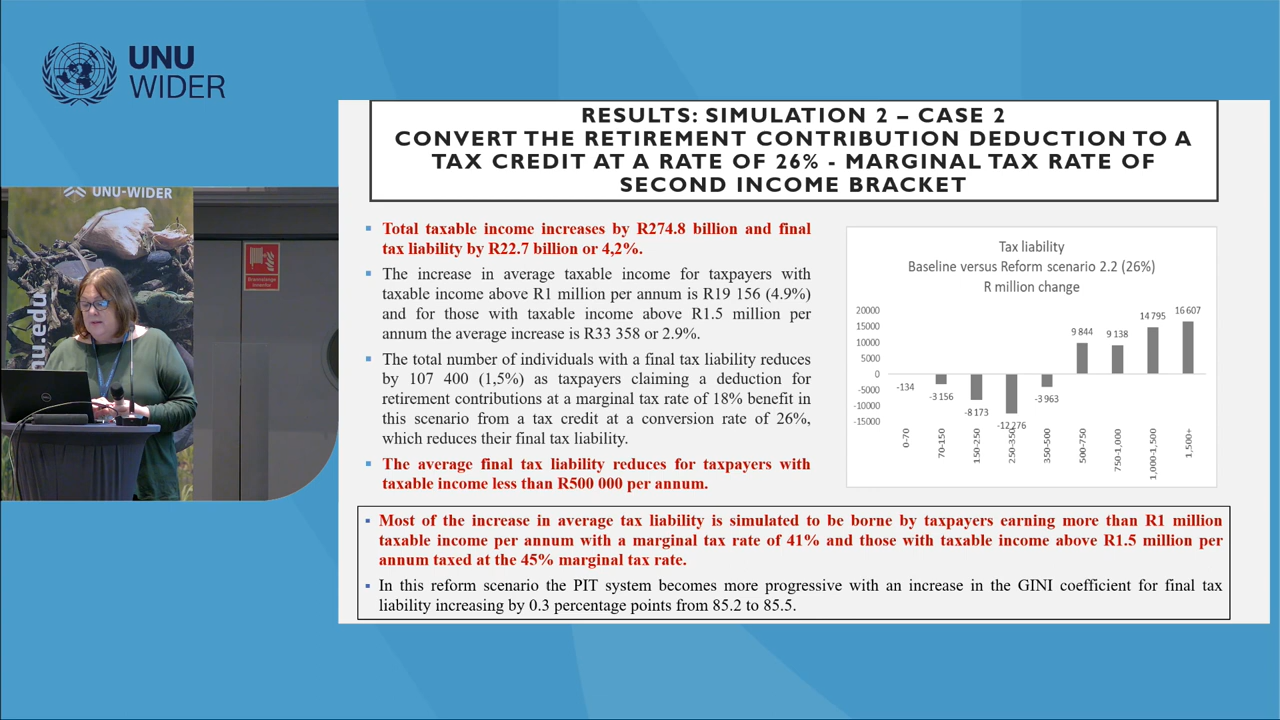 UNU
WIDER
UNU-WIDER
nu.edu
RESULTS: SIMULATION 2 – CASE 2
CONVERT THE RETIREMENT CONTRIBUTION DEDUCTION TO A
TAX CREDIT AT A RATE OF 26% - MARGINAL TAX RATE OF
SECOND INCOME BRACKET
Total taxable income increases by R274.8 billion and final
tax liability by R22.7 billion or 4,2%.
The increase in average taxable income for taxpayers with
taxable income above R1 million per annum is R19 156 (4.9%)
and for those with taxable income above R1.5 million per
annum the average increase is R33 358 or 2.9%.
The total number of individuals with a final tax liability reduces
by 107 400 (1,5%) as taxpayers claiming a deduction for
retirement contributions at a marginal tax rate of 18% benefit in
this scenario from a tax credit at a conversion rate of 26%,
which reduces their final tax liability.
The average final tax liability reduces for taxpayers with
taxable income less than R500 000 per annum.
Tax liability
Baseline versus Reform scenario 2.2 (26%)
R million change
20000
15000
10000
5000
0
-5000
-10000
-15000
-134
-3 156
-8 173
-12 276
-3 963
9 844
9 138
14 795
16 607
0-70
70-150
150-250
250-350
350-500
500-750
750-1,000
1,000-1,500
1,500+
Most of the increase in average tax liability is simulated to be borne by taxpayers earning more than R1 million
taxable income per annum with a marginal tax rate of 41% and those with taxable income above R1.5 million per
annum taxed at the 45% marginal tax rate.
In this reform scenario the PIT system becomes more progressive with an increase in the GINI coefficient for final tax
liability increasing by 0.3 percentage points from 85.2 to 85.5.